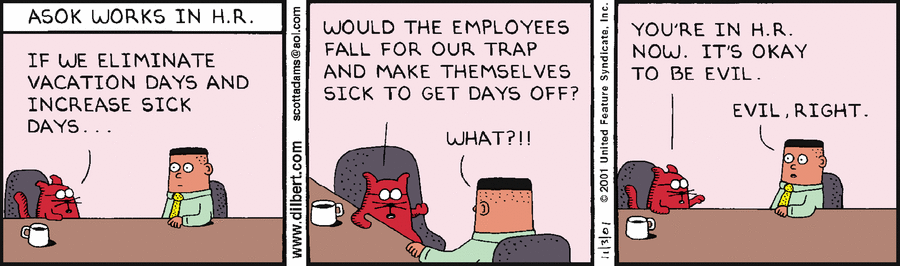 ASOK WORKS IN H.R.
IF WE ELIMINATE
VACATION DAYS AND
INCREASE SICK
DAYS...
www.dilbert.com
scottadams@aol.com
WOULD THE EMPLOYEES
FALL FOR OUR TRAP
AND MAKE THEMSELVES
SICK TO GET DAYS OFF?
WHAT?!!
11/3/01
© 2001 United Feature Syndicate, Inc.
YOU'RE IN H.R.
NOW. IT'S OKAY
TO BE EVIL.
EVIL, RIGHT.